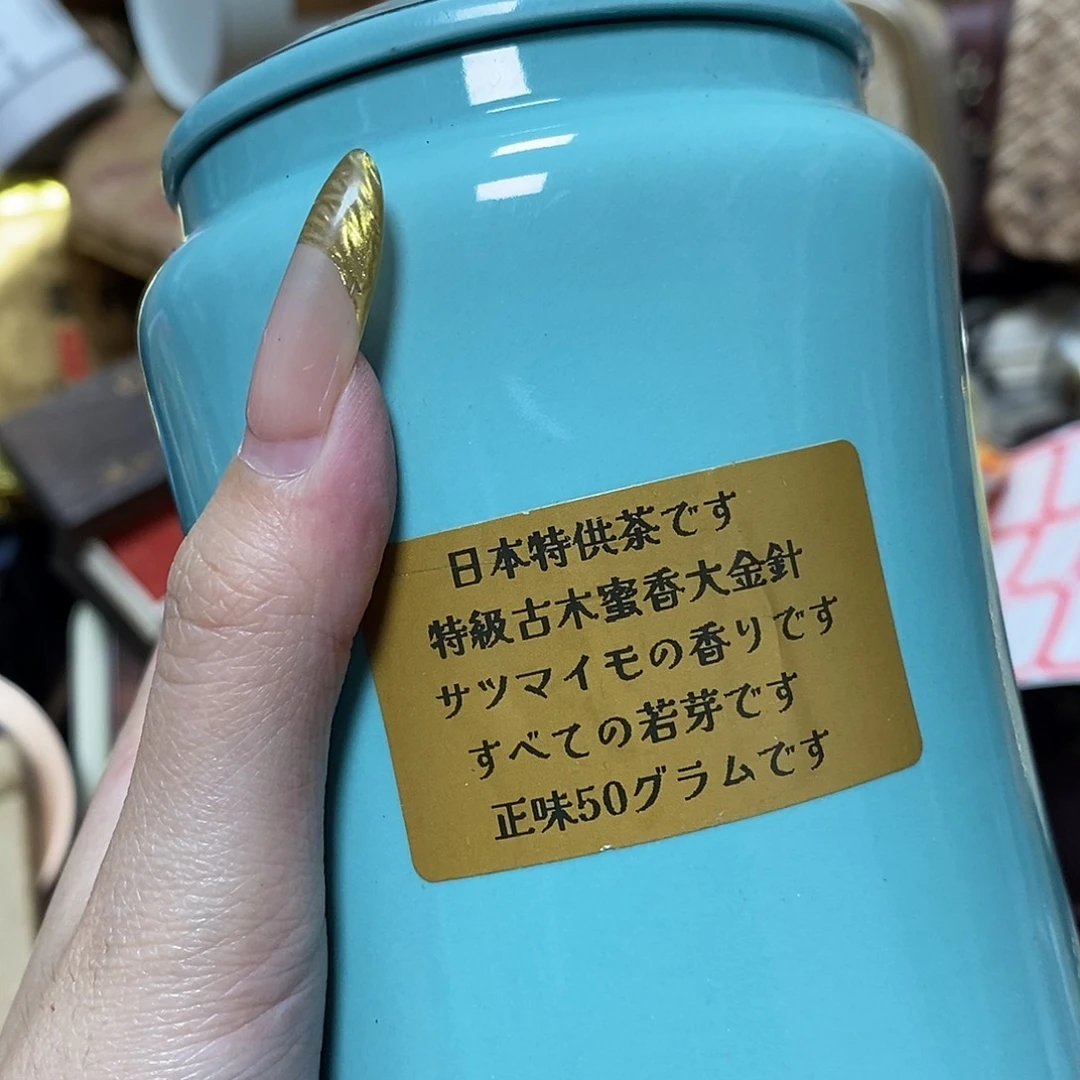 日本特供茶です
特級古木蜜香大金針
サツマイモの香りです
すべての若芽です
正味50グラムです